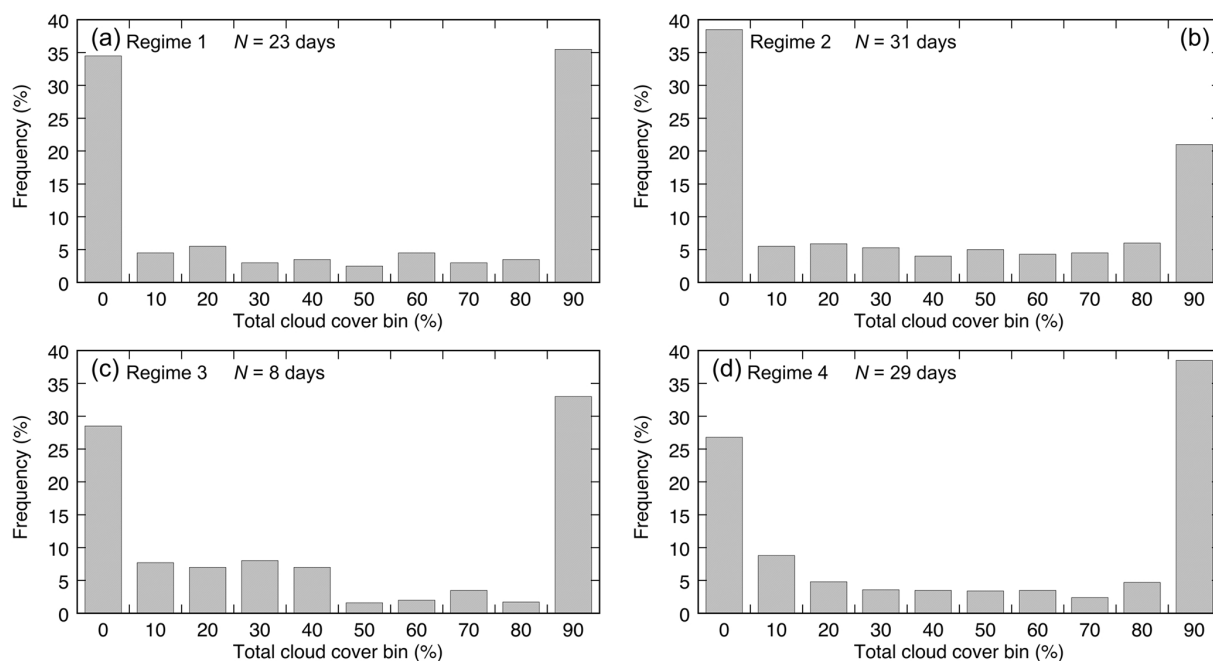 (a) Regime 1 N = 23 days
40
35
30
25
20
15
10
5
0
Frequency (%)
0 10 20 30 40 50 60 70 80 90
Total cloud cover bin (%)
Regime 2 N = 31 days (b)
40
35
30
25
20
15
10
5
0
Frequency (%)
0 10 20 30 40 50 60 70 80 90
Total cloud cover bin (%)
(c) Regime 3 N = 8 days
40
35
30
25
20
15
10
5
0
Frequency (%)
0 10 20 30 40 50 60 70 80 90
Total cloud cover bin (%)
(d) Regime 4 N = 29 days
40
35
30
25
20
15
10
5
0
Frequency (%)
0 10 20 30 40 50 60 70 80 90
Total cloud cover bin (%)